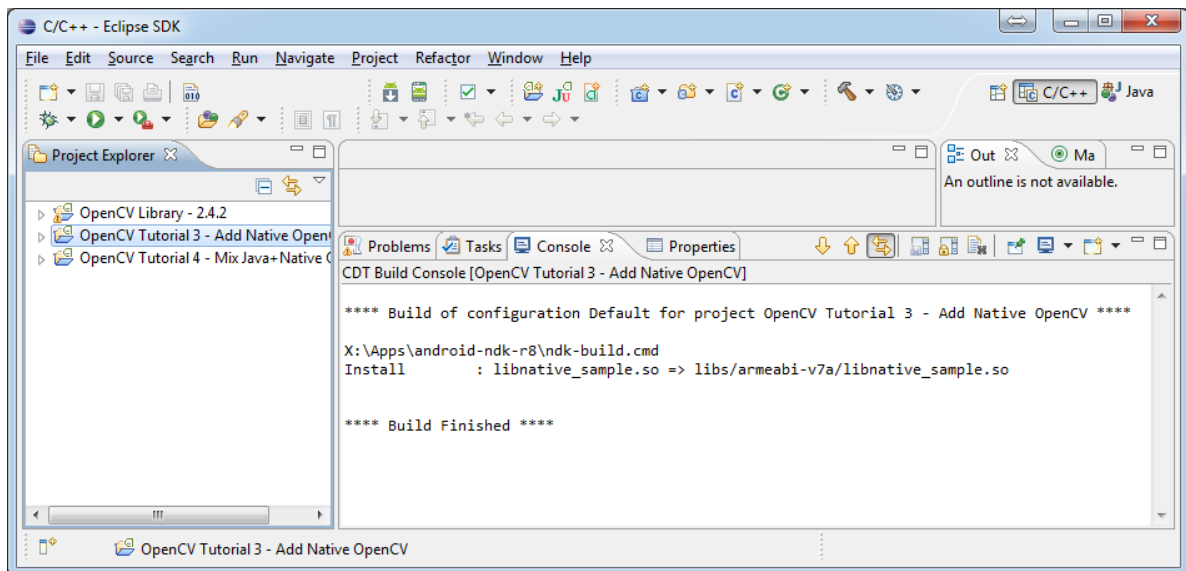 C/C++ - Eclipse SDK
File Edit Source Search Run Navigate Project Refactor Window Help
C/C++ Java
Project Explorer
Out Ma
An outline is not available.
OpenCV Library - 2.4.2
OpenCV Tutorial 3 - Add Native Open
OpenCV Tutorial 4 - Mix Java+Native
Problems Tasks Console Properties
CDT Build Console [OpenCV Tutorial 3 - Add Native OpenCV]
**** Build of configuration Default for project OpenCV Tutorial 3 - Add Native OpenCV ****
X:\Apps\android-ndk-r8\ndk-build.cmd
Install : libnative_sample.so => libs/armeabi-v7a/libnative_sample.so
**** Build Finished ****
OpenCV Tutorial 3 - Add Native OpenCV